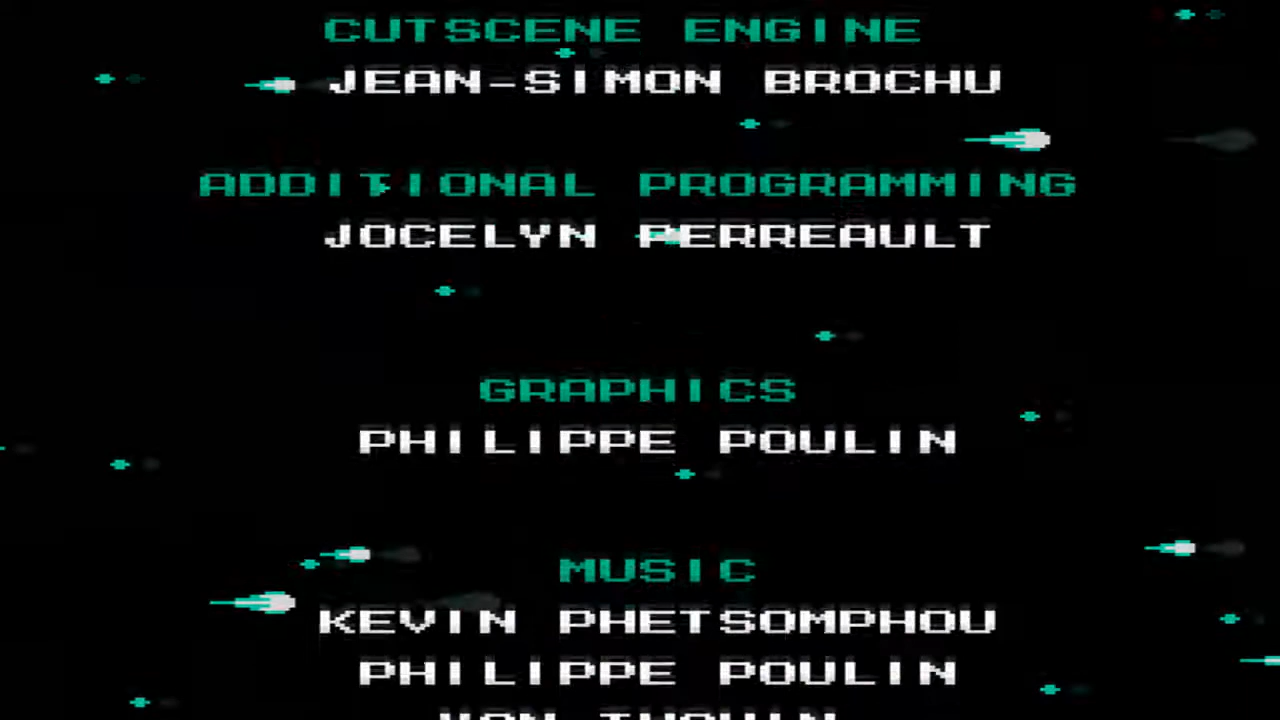 CUTSCENE ENGINE
JEAN-SIMON BROCHU
ADDITIONAL PROGRAMMING
JOCELYN PERREAULT
GRAPHICS
PHILIPPE POULIN
MUSIC
KEVIN PHETSOMPHOU
PHILIPPE POULIN